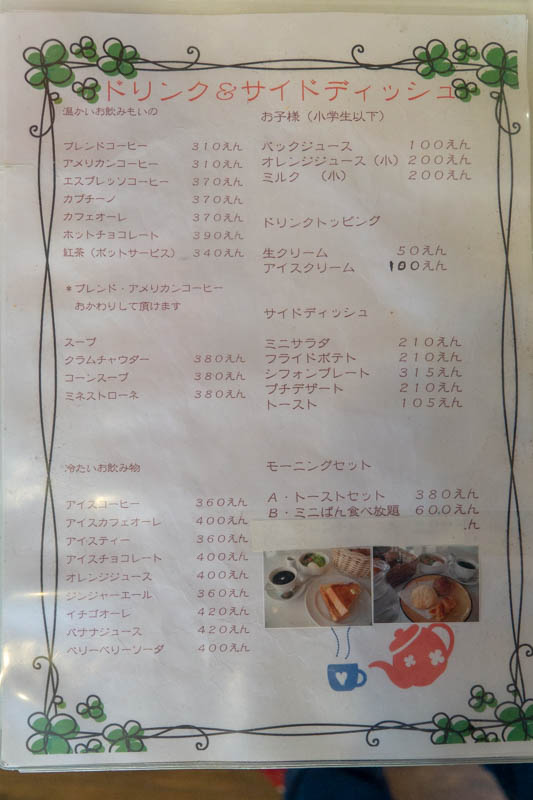 ドリンク＆サイドディッシュ
温かいお飲みもいの
ブレンドコーヒー 310えん
アメリカンコーヒー 310えん
エスプレッソコーヒー 370えん
カプチーノ 370えん
カフェオーレ 370えん
ホットチョコレート 390えん
紅茶（ポットサービス） 340えん
＊ブレンド・アメリカンコーヒー
おかわりして頂けます
スープ
クラムチャウダー 380えん
コーンスープ 380えん
ミネストローネ 380えん
冷たいお飲み物
アイスコーヒー 360えん
アイスカフェオーレ 400えん
アイスティー 360えん
アイスチョコレート 400えん
オレンジジュース 400えん
ジンジャーエール 360えん
イチゴオーレ 420えん
バナナジュース 420えん
ベリーベリーソーダ 400えん
お子様（小学生以下）
パックジュース 100えん
オレンジジュース（小） 200えん
ミルク （小） 200えん
ドリンクトッピング
生クリーム 50えん
アイスクリーム 100えん
サイドディッシュ
ミニサラダ 210えん
フライドポテト 210えん
シフォンプレート 315えん
プチデザート 210えん
トースト 105えん
モーニングセット
A・トーストセット 380えん
B・ミニぱん食べ放題 600えん
ん